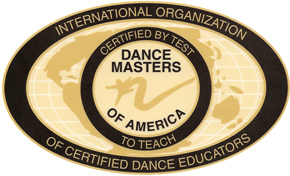 INTERNATIONAL ORGANIZATION
CERTIFIED BY TEST
DANCE
MASTERS
OF AMERICA
TO TEACH
OF CERTIFIED DANCE EDUCATORS